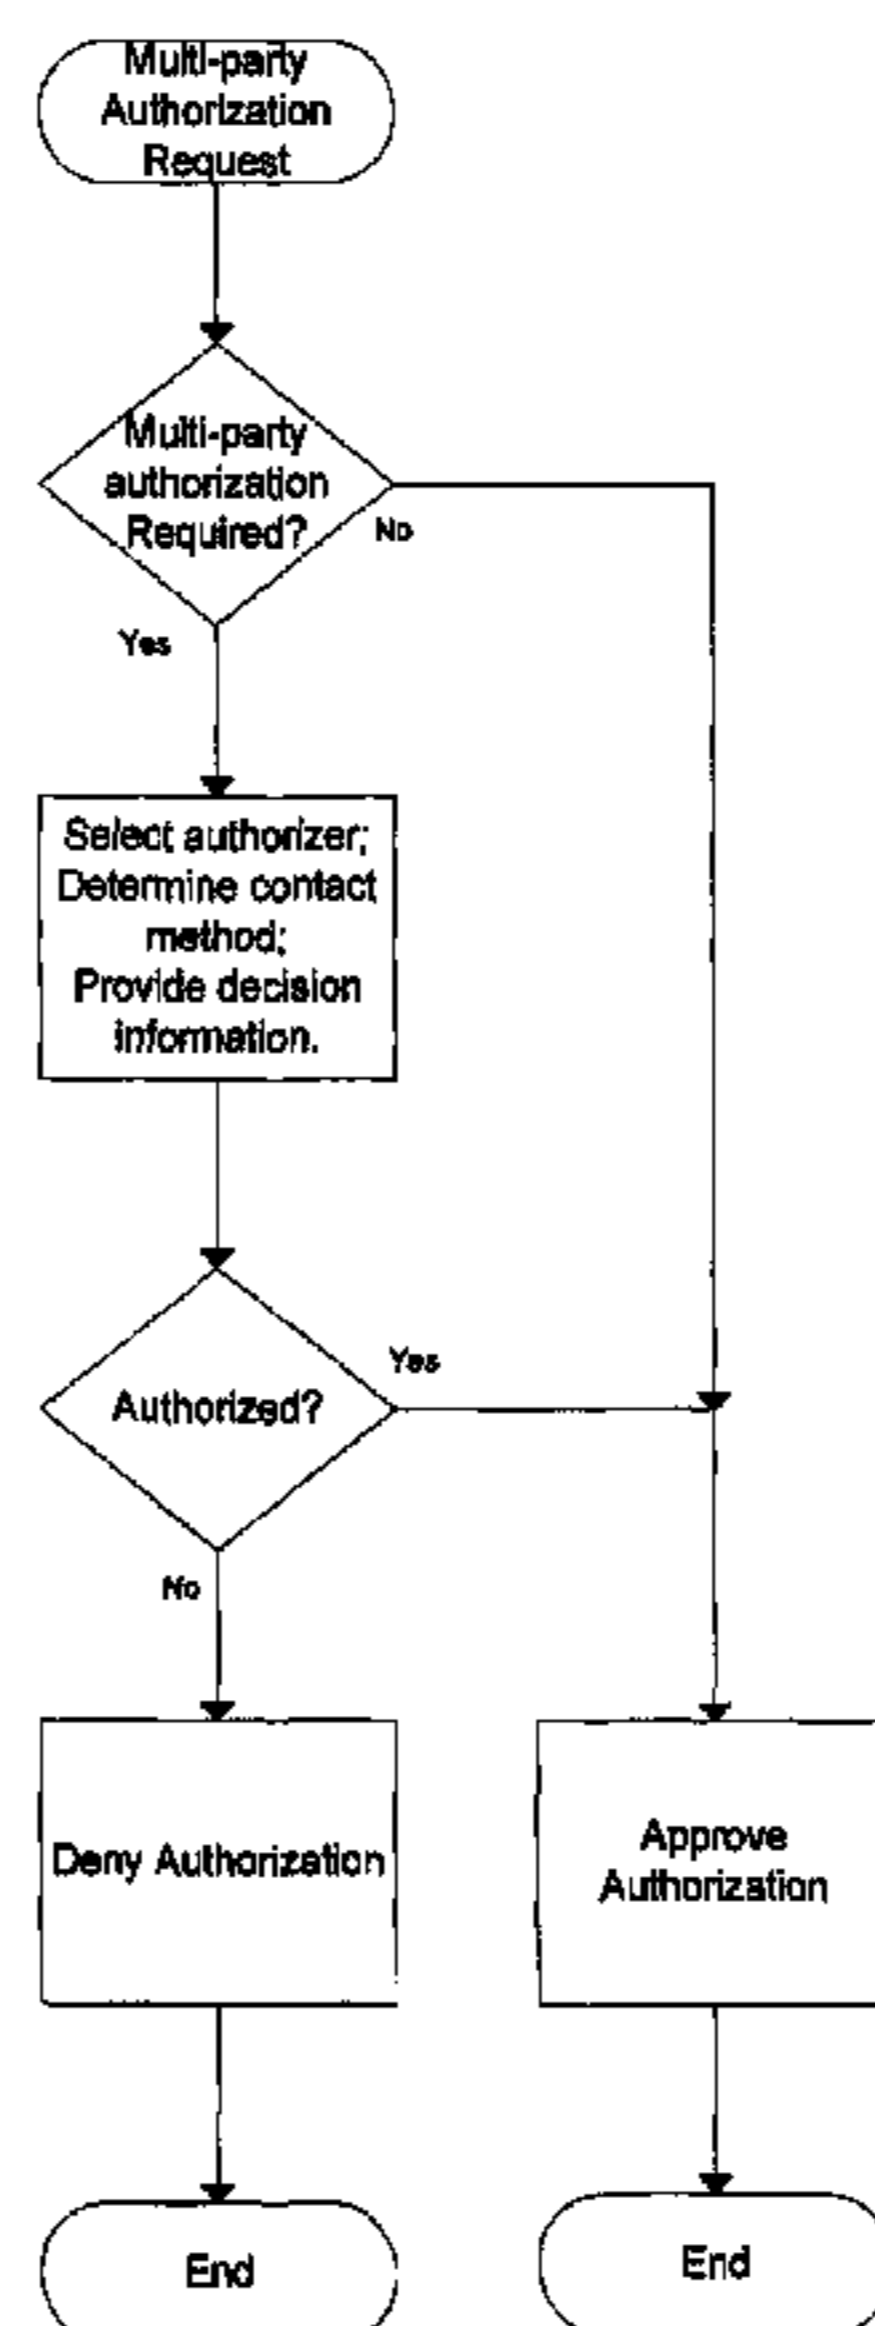 Multi-party
Authorization
Request
Multi-party
authorization
Required?
No
Yes
Select authorizer;
Determine contact
method;
Provide decision
information.
Yes
Authorized?
No
Deny Authorization
Approve
Authorization
End
End